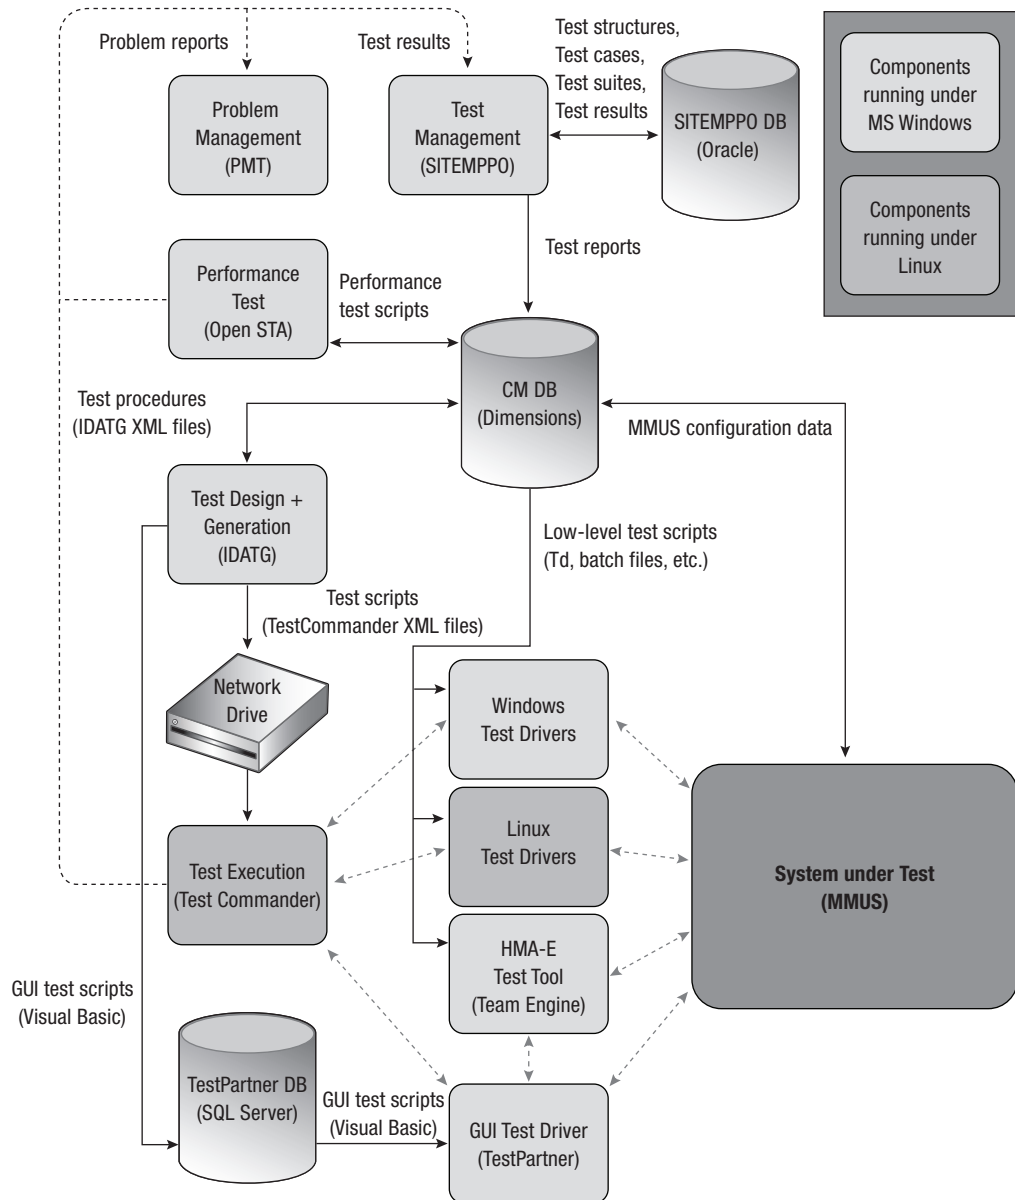 Problem reports
Test results
Test structures,
Test cases,
Test suites,
Test results
Problem
Management
(PMT)
Test
Management
(SITEMPPO)
SITEMPPO DB
(Oracle)
Components
running under
MS Windows
Components
running under
Linux
Test reports
Performance
Test
(Open STA)
Performance
test scripts
CM DB
(Dimensions)
Test procedures
(IDATG XML files)
MMUS configuration data
Test Design +
Generation
(IDATG)
Low-level test scripts
(Td, batch files, etc.)
Test scripts
(TestCommander XML files)
Network
Drive
Windows
Test Drivers
Linux
Test Drivers
Test Execution
(Test Commander)
System under Test
(MMUS)
HMA-E
Test Tool
(Team Engine)
GUI test scripts
(Visual Basic)
TestPartner DB
(SQL Server)
GUI test scripts
(Visual Basic)
GUI Test Driver
(TestPartner)